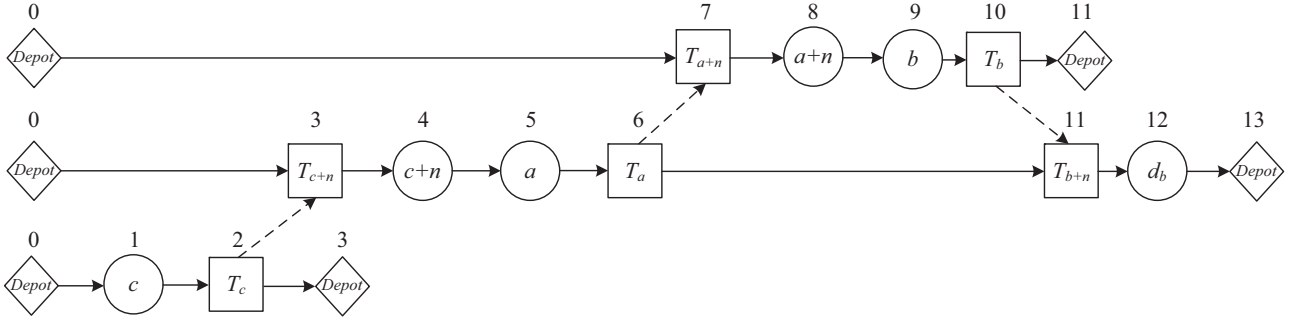 0 7 8 9 10 11
Depot T_{a+n} a+n b T_b Depot
0 3 4 5 6 11 12 13
Depot T_{c+n} c+n a T_a T_{b+n} d_b Depot
0 1 2 3
Depot c T_c Depot